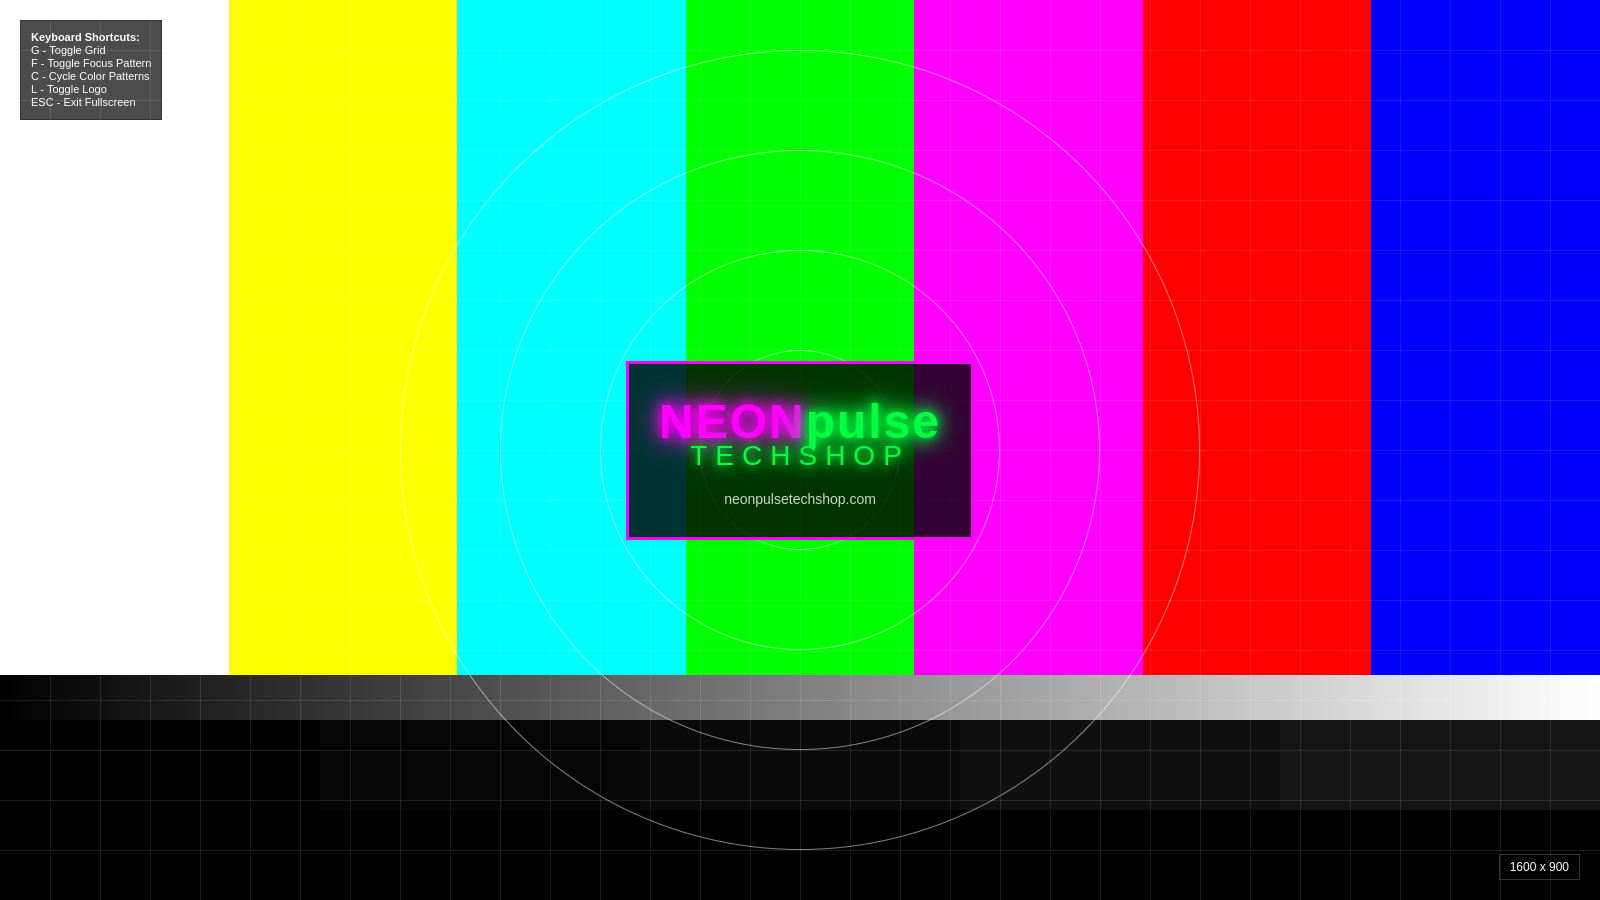 Keyboard Shortcuts:
G - Toggle Grid
F - Toggle Focus Pattern
C - Cycle Color Patterns
L - Toggle Logo
ESC - Exit Fullscreen
NEONpulse
TECHSHOP
neonpulsetechshop.com
1600 x 900